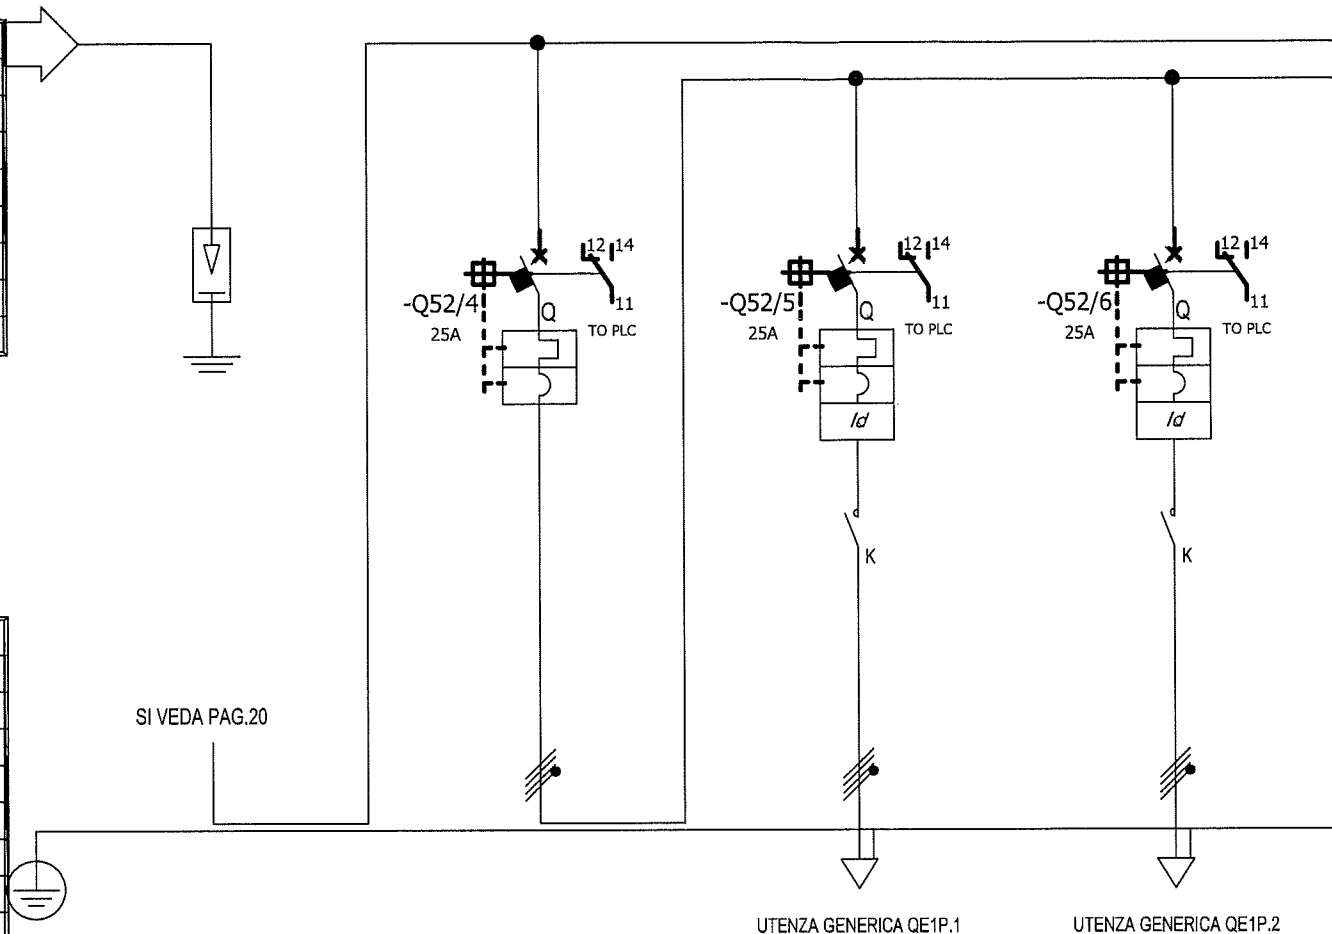 12 14
-Q52/4
25A
11
Q
TO PLC
12 14
-Q52/5
25A
11
Q
TO PLC
Id
K
12 14
-Q52/6
25A
11
Q
TO PLC
Id
K
SI VEDA PAG.20
UTENZA GENERICA QE1P.1
UTENZA GENERICA QE1P.2